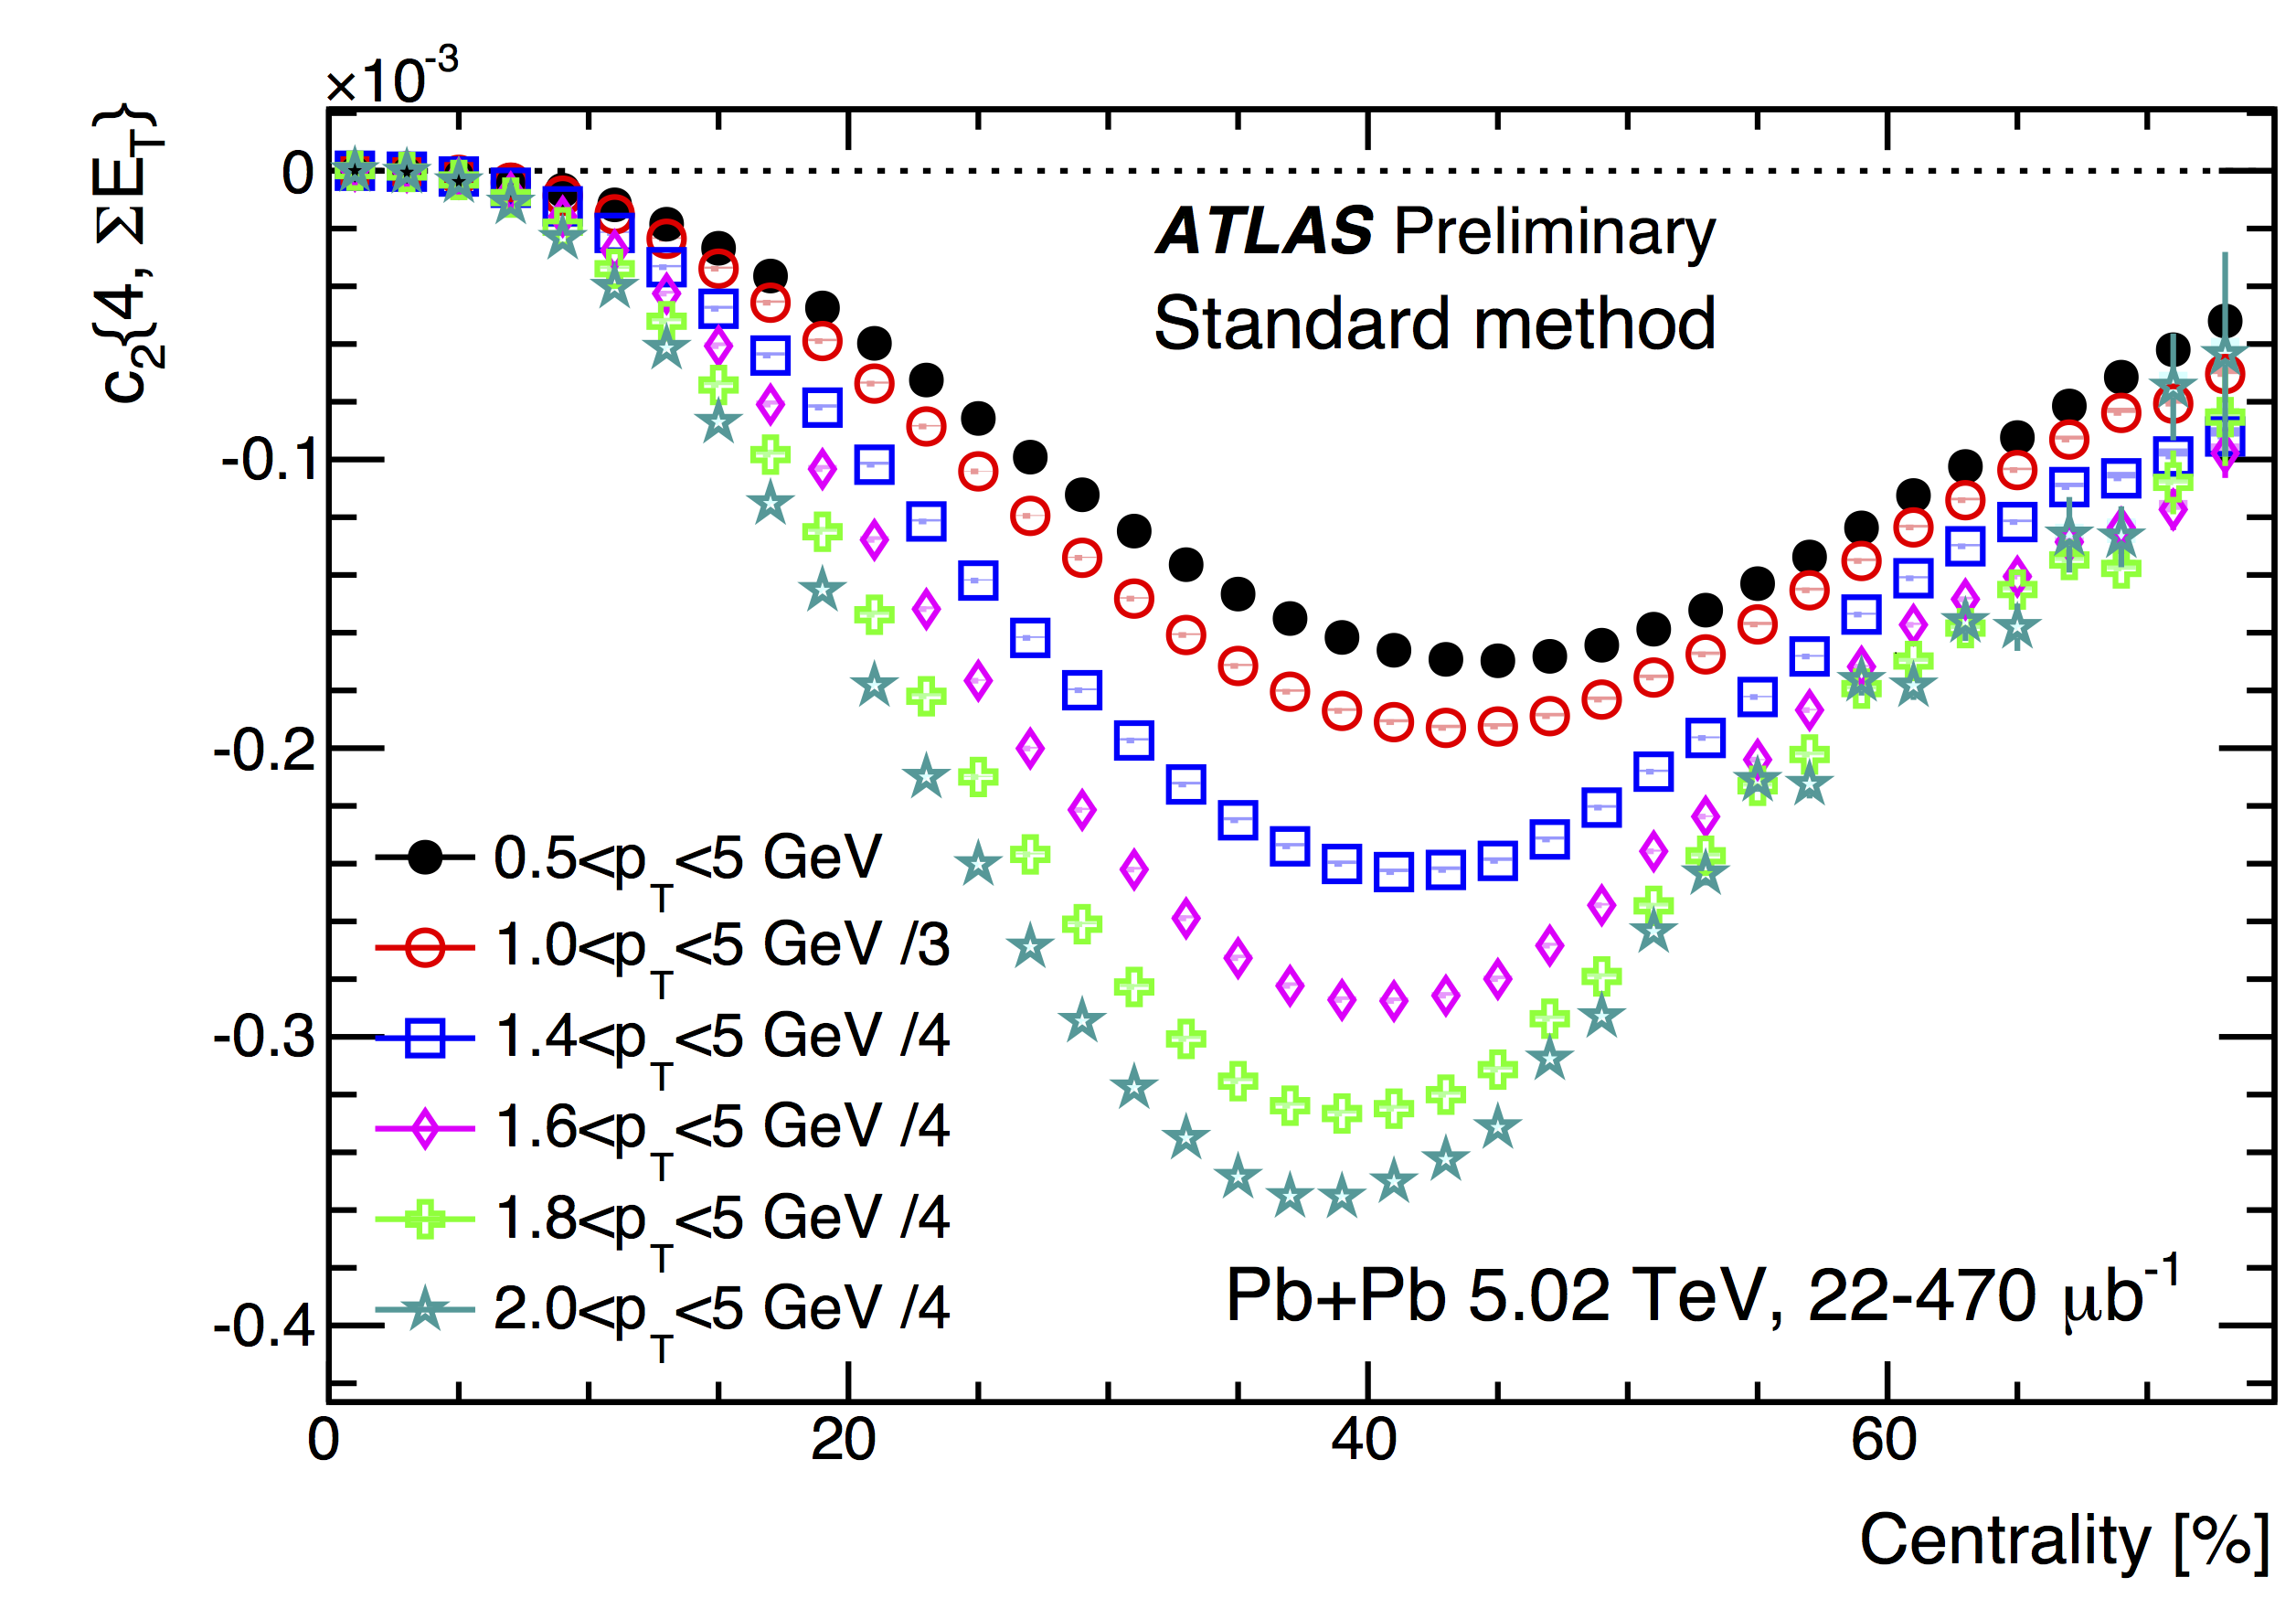 ×10-3
c2{4, ΣET}
0
-0.1
-0.2
-0.3
-0.4
ATLAS Preliminary
Standard method
0.5<pT<5 GeV
1.0<pT<5 GeV /3
1.4<pT<5 GeV /4
1.6<pT<5 GeV /4
1.8<pT<5 GeV /4
2.0<pT<5 GeV /4
Pb+Pb 5.02 TeV, 22-470 μb-1
0 20 40 60
Centrality [%]